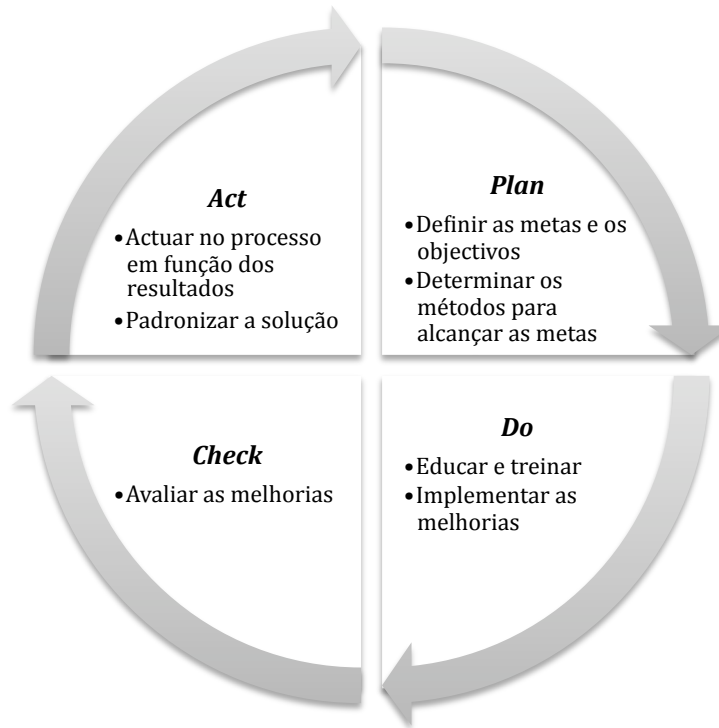 Act
•Actuar no processo
em função dos
resultados
•Padronizar a solução
Plan
•Definir as metas e os
objectivos
•Determinar os
métodos para
alcançar as metas
Check
•Avaliar as melhorias
Do
•Educar e treinar
•Implementar as
melhorias